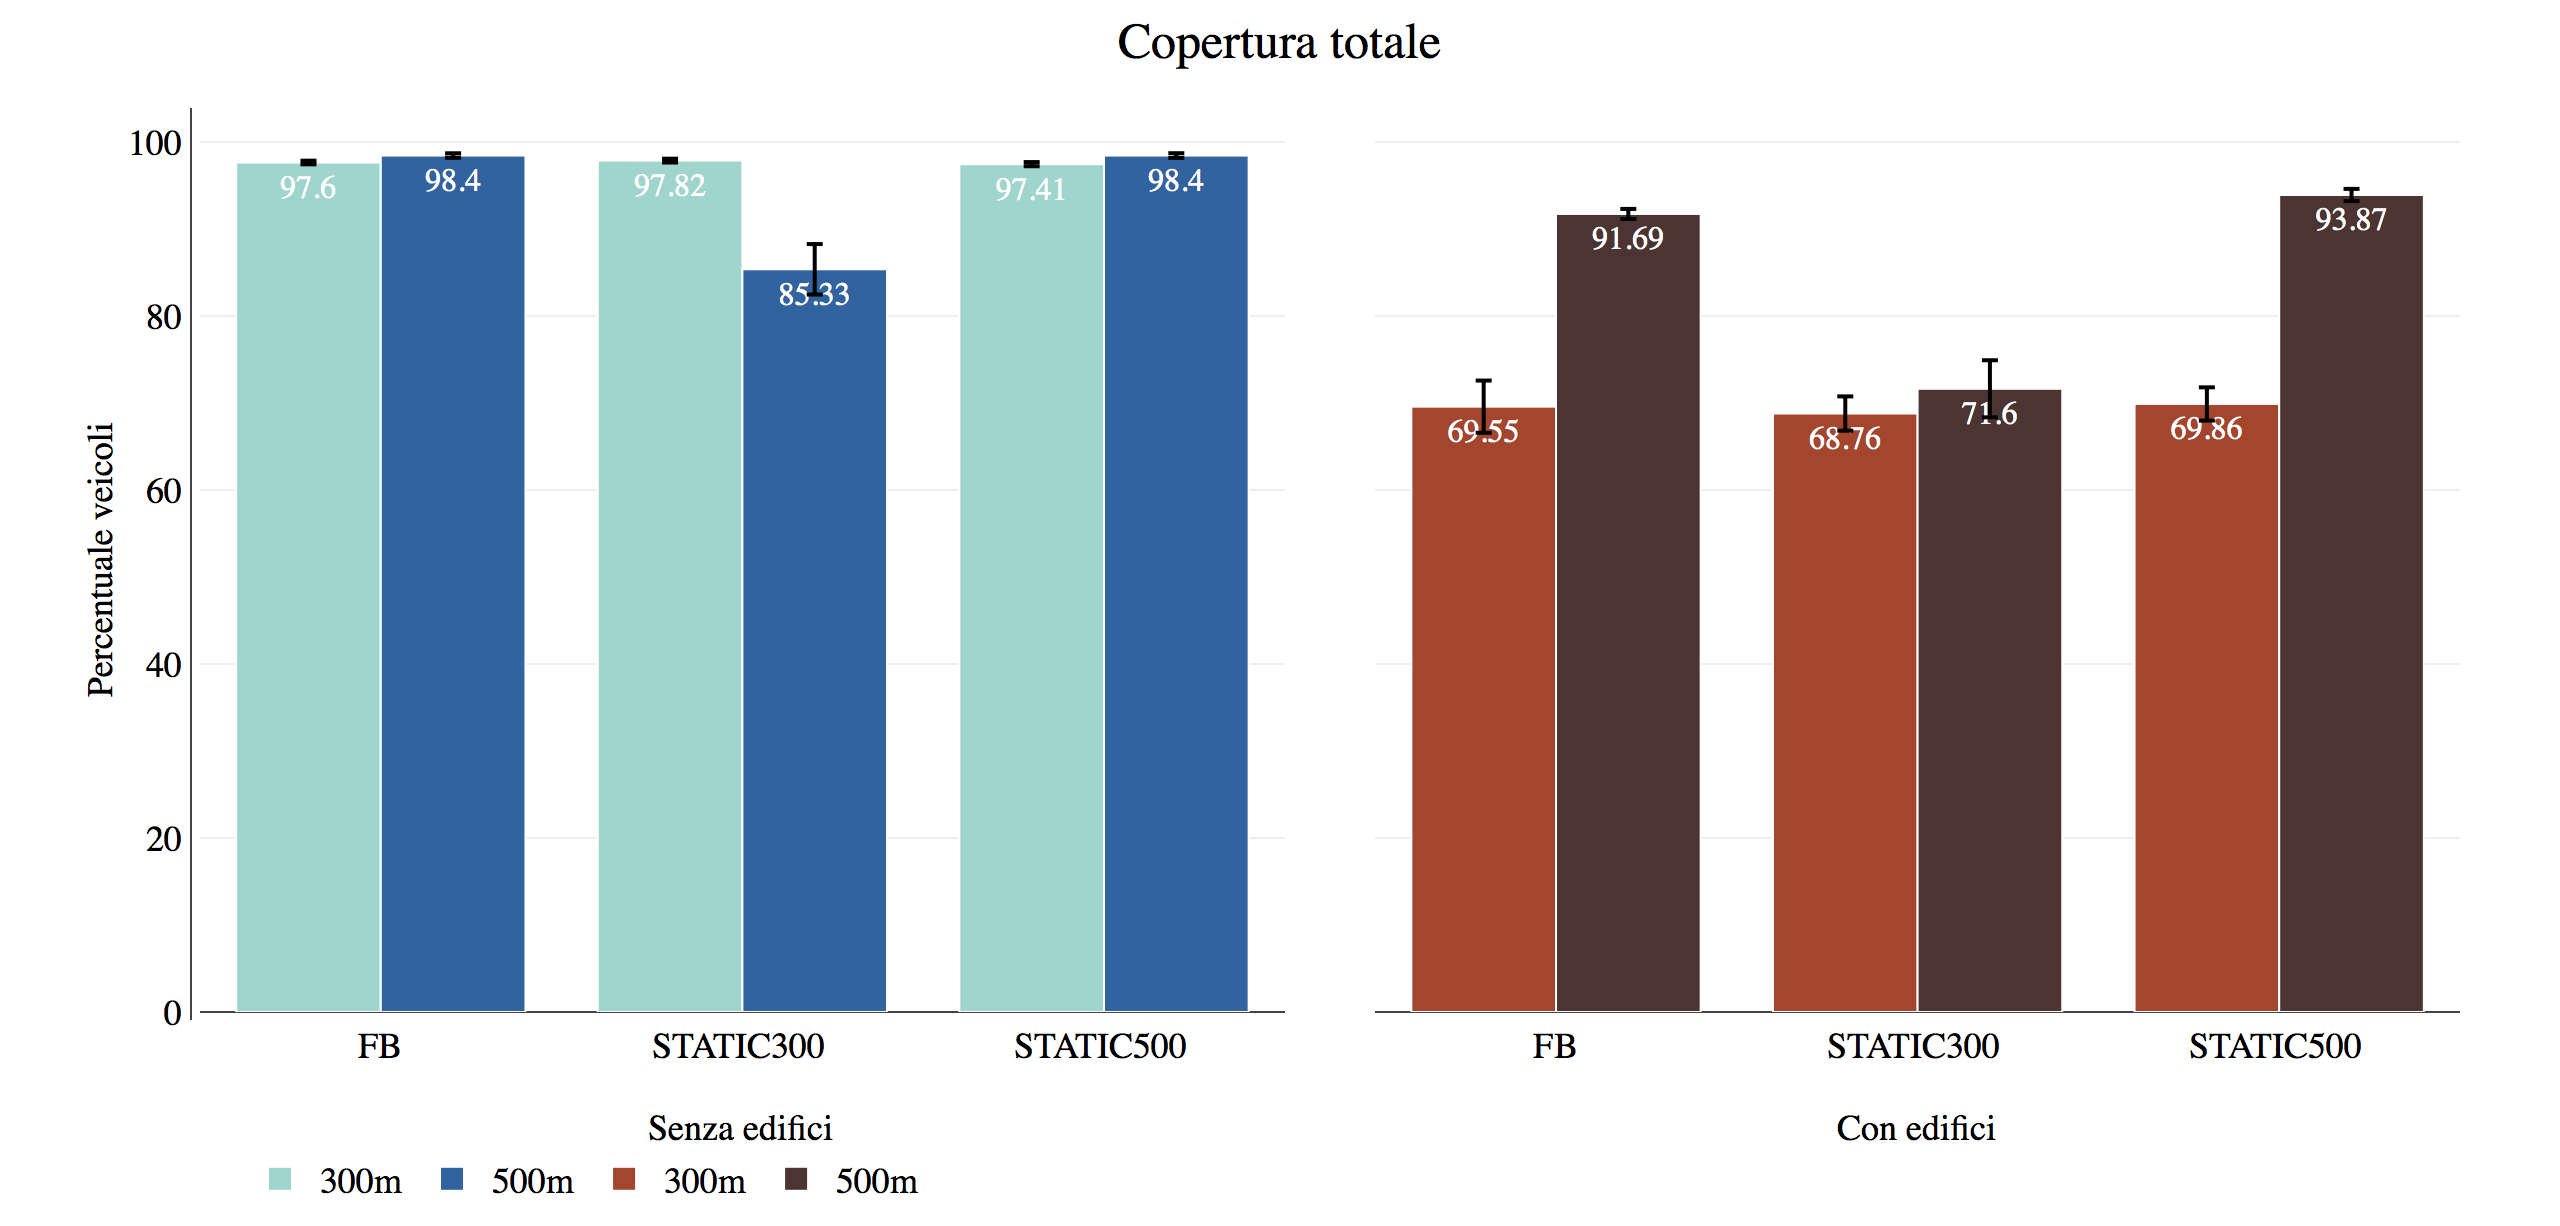 Copertura totale
Percentuale veicoli
100
80
60
40
20
0
97.6
98.4
97.82
85.33
97.41
98.4
69.55
91.69
68.76
71.6
69.86
93.87
FB STATIC300 STATIC500
FB STATIC300 STATIC500
Senza edifici
Con edifici
300m 500m 300m 500m